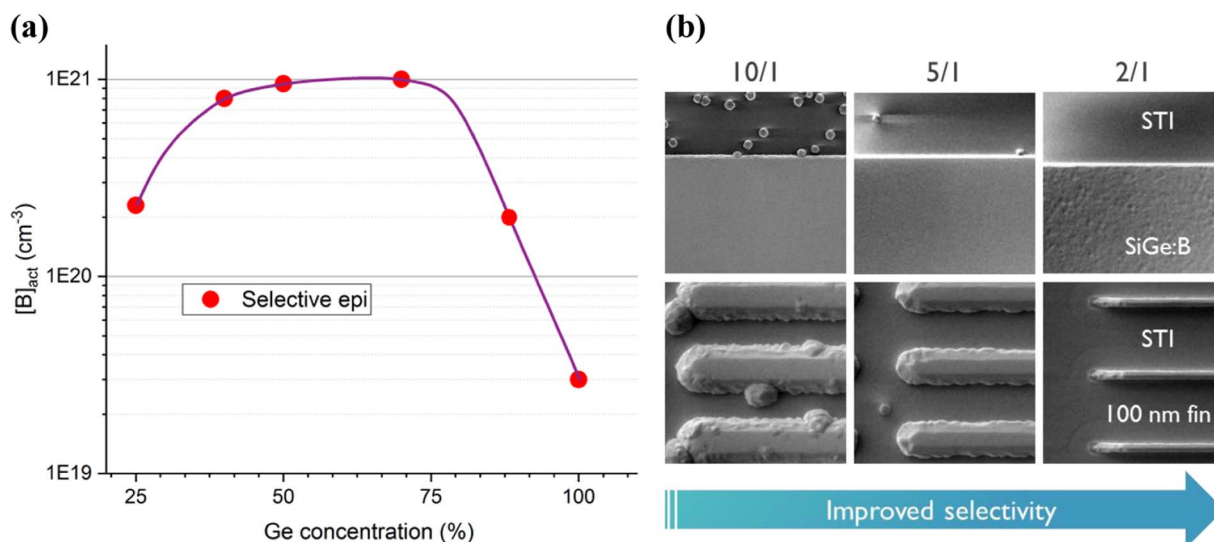 (a)
1E21
1E20
1E19
[B]act (cm-3)
Selective epi
25
50
75
100
Ge concentration (%)
(b)
10/1
5/1
2/1
STI
SiGe:B
STI
100 nm fin
Improved selectivity